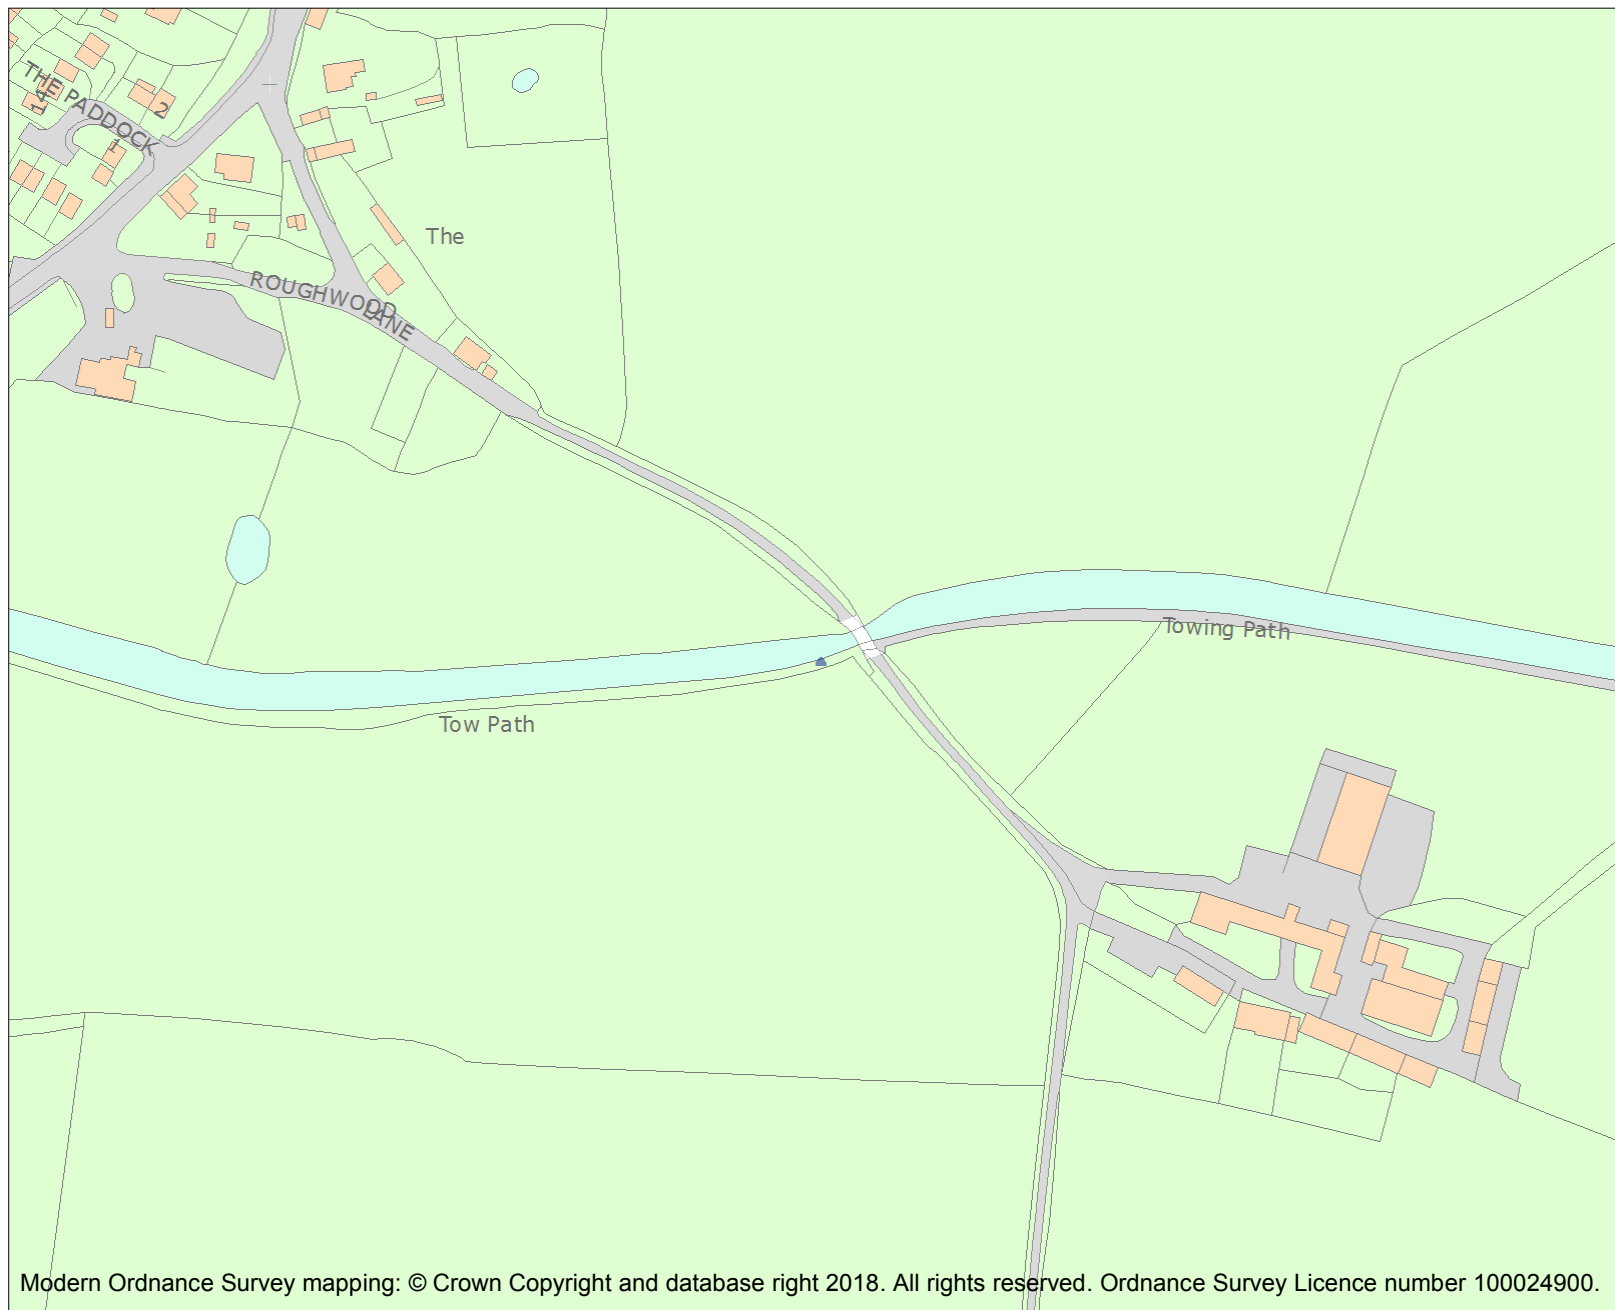 THE PADDOCK
14
2
1
The
ROUGHWOOD
LANE
Towing Path
Tow Path
Modern Ordnance Survey mapping: © Crown Copyright and database right 2018. All rights reserved. Ordnance Survey Licence number 100024900.